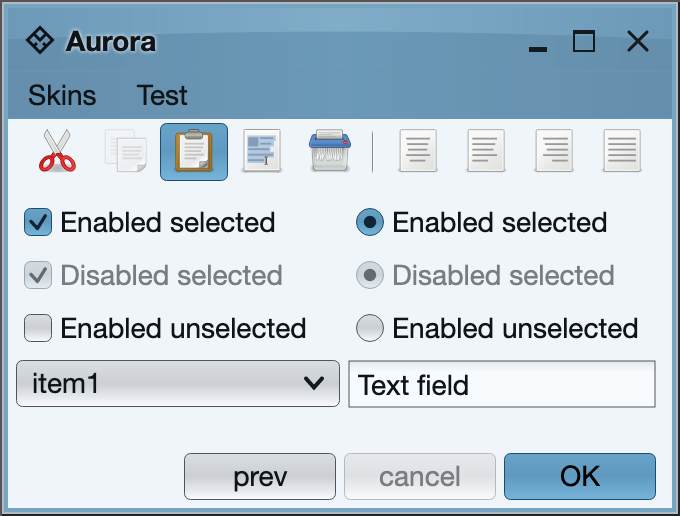 Aurora
Skins Test
Enabled selected Enabled selected
Disabled selected Disabled selected
Enabled unselected Enabled unselected
item1 Text field
prev cancel OK